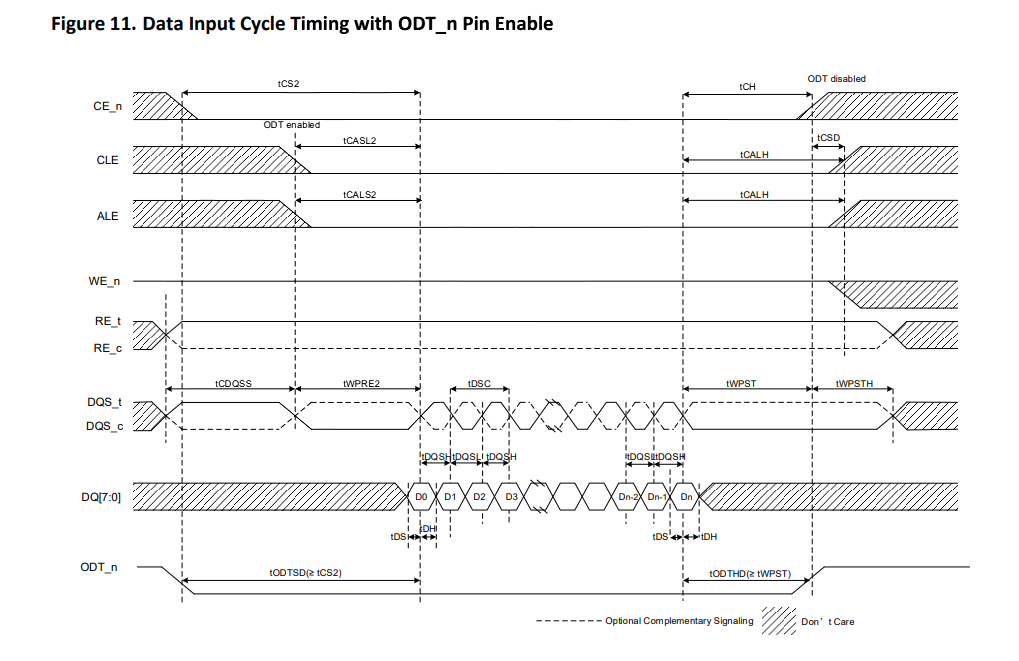 Figure 11. Data Input Cycle Timing with ODT_n Pin Enable
ODT disabled
tCS2
tCH
CE_n
ODT enabled
tCASL2
tCSD
CLE
tCALH
tCALS2
tCALH
ALE
WE_n
RE_t
RE_c
tCDQSS
tWPRE2
tDSC
tWPST
tWPSTH
DQS_t
DQS_c
tDQSH tDQSL tDQSH
tDQSL tDQSH
DQ[7:0]
D0 D1 D2 D3 Dn-2 Dn-1 Dn
tDH
tDS
tDS
tDH
ODT_n
tODTSD(≥ tCS2)
tODTHD(≥ tWPST)
Optional Complementary Signaling
Don’t Care